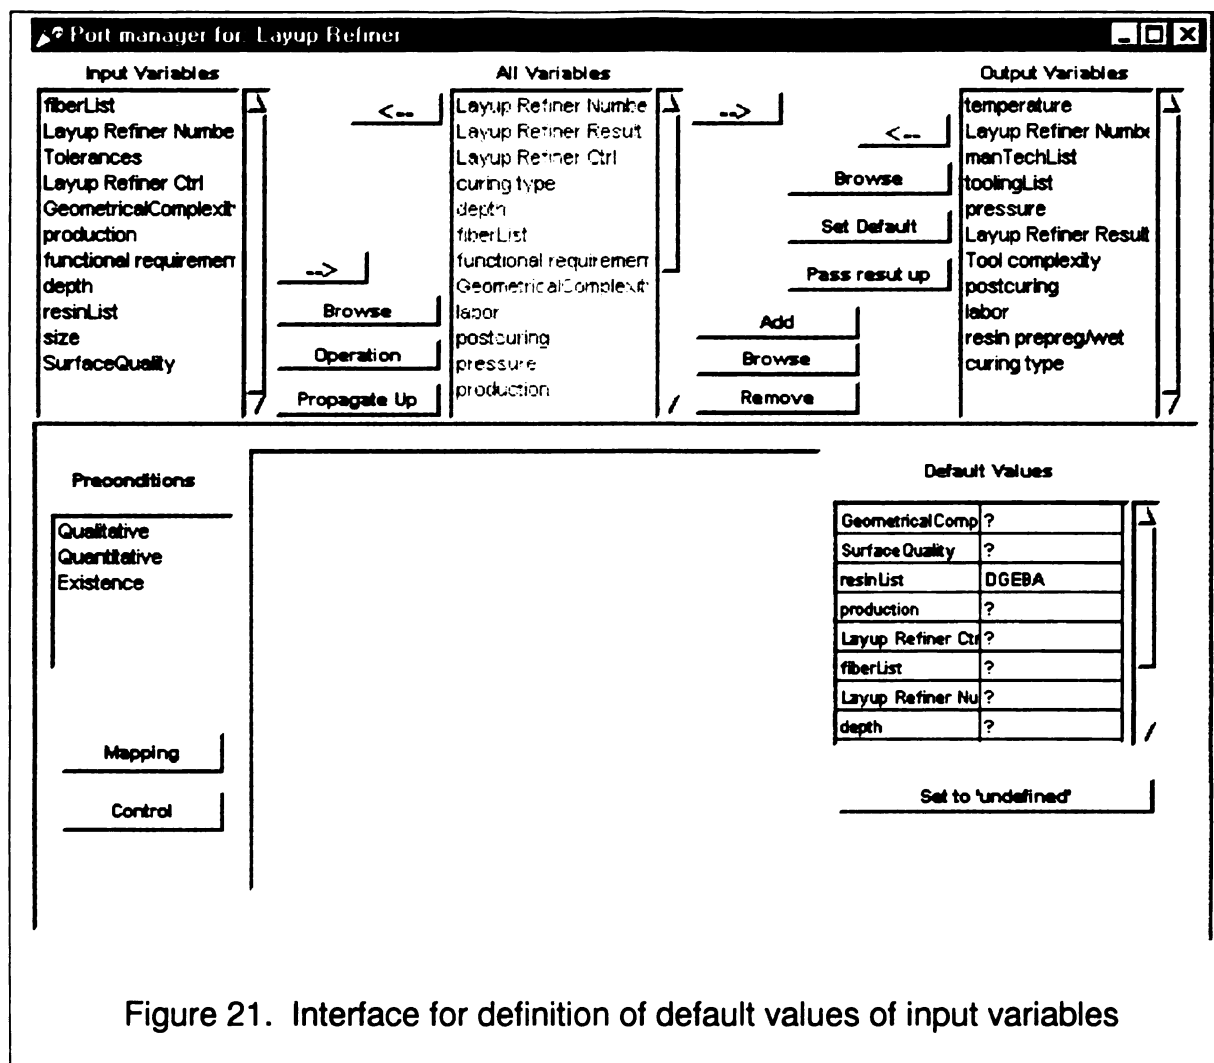 Port manager for: Layup Refiner
Input Variables
fiberList
Layup Refiner Numbe
Tolerances
Layup Refiner Ctrl
GeometricalComplexit
production
functional requiremen
depth
resinList
size
SurfaceQuality
<--
-->
Browse
Operation
Propagate Up
All Variables
Layup Refiner Numbe
Layup Refiner Resut
Layup Refiner Ctrl
curing type
depth
fiberList
functional requiremen
GeometricalComplexit
labor
postcuring
pressure
production
-->
<--
Browse
Set Default
Pass resut up
Add
Browse
Remove
Output Variables
temperature
Layup Refiner Numbe
manTechList
toolingList
pressure
Layup Refiner Result
Tool complexity
postcuring
labor
resin prepreg/wet
curing type
Preconditions
Qualitative
Quantitative
Existence
Mapping
Control
Default Values
GeometricalComp ?
SurfaceQuality ?
resinList DGEBA
production ?
Layup Refiner Ctr ?
fiberList ?
Layup Refiner Nu ?
depth ?
Set to 'undefined'
Figure 21. Interface for definition of default values of input variables